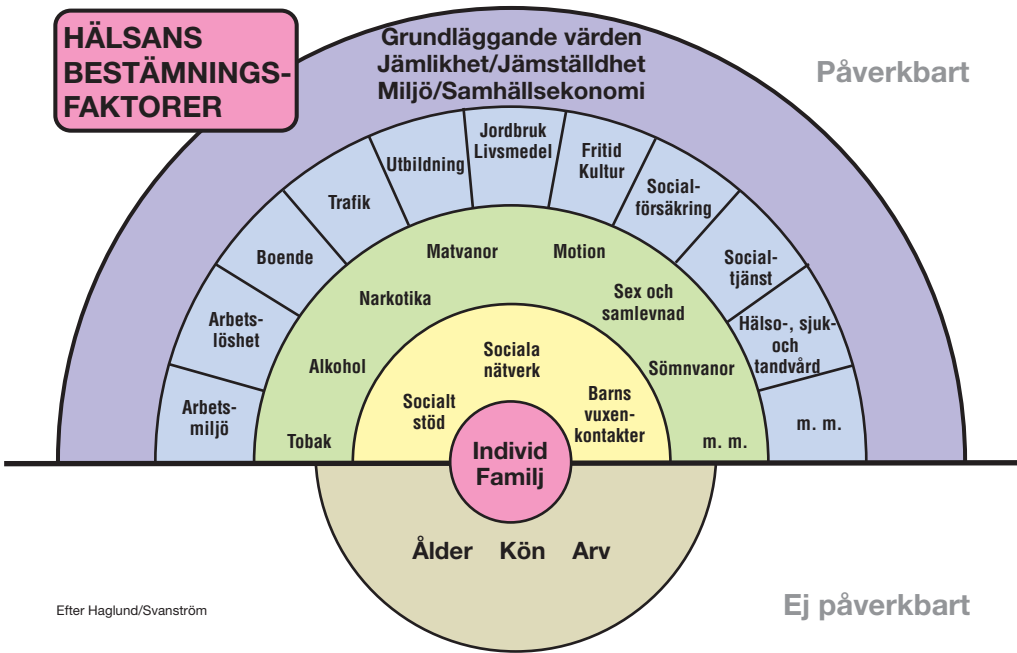 HÄLSANS
BESTÄMNINGS-
FAKTORER
Grundläggande värden
Jämlikhet/Jämställdhet
Miljö/Samhällsekonomi
Påverkbart
Arbets-
miljö
Arbets-
löshet
Boende
Trafik
Utbildning
Jordbruk
Livsmedel
Fritid
Kultur
Social-
försäkring
Social-
tjänst
Hälso-, sjuk-
och
tandvård
m. m.
Tobak
Alkohol
Narkotika
Matvanor
Motion
Sex och
samlevnad
Sömnvanor
m. m.
Socialt
stöd
Sociala
nätverk
Barns
vuxen-
kontakter
Individ
Familj
Ålder Kön Arv
Efter Haglund/Svanström
Ej påverkbart